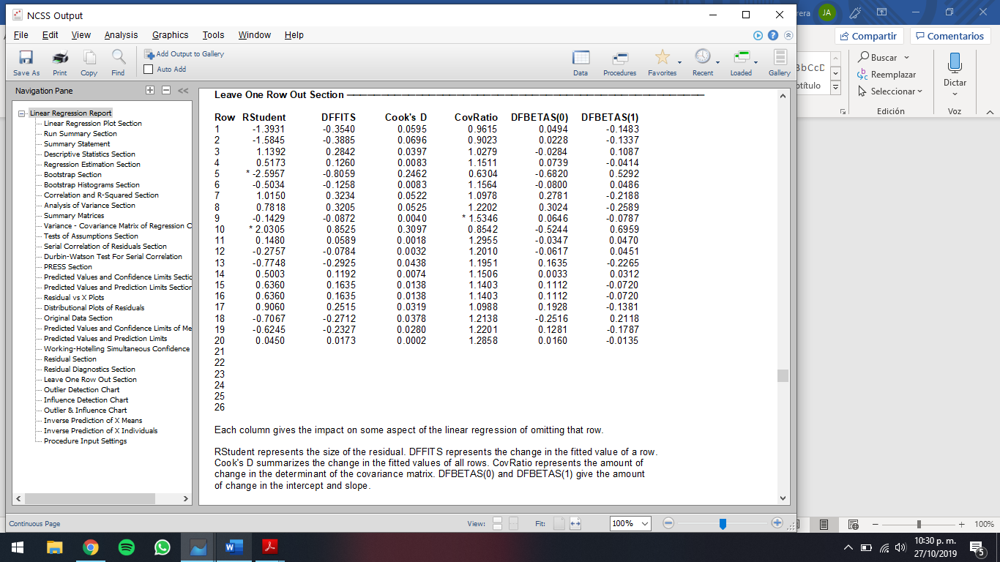 NCSS Output
rera
JA
File Edit View Analysis Graphics Tools Window Help
Compartir
Comentarios
Save As
Print
Copy
Find
Add Output to Gallery
Auto Add
Data
Procedures
Favorites
Recent
Loaded
Gallery
Buscar
Reemplazar
Seleccionar
Edición
Dictar
Voz
Navigation Pane
<<
Linear Regression Report
Linear Regression Plot Section
Run Summary Section
Summary Statement
Descriptive Statistics Section
Regression Estimation Section
Bootstrap Section
Bootstrap Histograms Section
Correlation and R-Squared Section
Analysis of Variance Section
Summary Matrices
Variance - Covariance Matrix of Regression C
Tests of Assumptions Section
Serial Correlation of Residuals Section
Durbin-Watson Test For Serial Correlation
PRESS Section
Predicted Values and Confidence Limits Sectic
Predicted Values and Prediction Limits Section
Residual vs X Plots
Distributional Plots of Residuals
Original Data Section
Predicted Values and Confidence Limits of Me
Predicted Values and Prediction Limits
Working-Hotelling Simultaneous Confidence
Residual Section
Residual Diagnostics Section
Leave One Row Out Section
Outlier Detection Chart
Influence Detection Chart
Outlier & Influence Chart
Inverse Prediction of X Means
Inverse Prediction of X Individuals
Procedure Input Settings
Leave One Row Out Section
Row RStudent DFFITS Cook's D CovRatio DFBETAS(0) DFBETAS(1)
1 -1.3931 -0.3540 0.0595 0.9615 0.0494 -0.1483
2 -1.5845 -0.3885 0.0696 0.9023 0.0228 -0.1337
3 1.1392 0.2842 0.0397 1.0279 -0.0284 0.1087
4 0.5173 0.1260 0.0083 1.1511 0.0739 -0.0414
5 * -2.5957 -0.8059 0.2462 0.6304 -0.6820 0.5292
6 -0.5034 -0.1258 0.0083 1.1564 -0.0800 0.0486
7 1.0150 0.3234 0.0522 1.0978 0.2781 -0.2188
8 0.7818 0.3205 0.0525 1.2202 0.3024 -0.2589
9 -0.1429 -0.0872 0.0040 * 1.5346 0.0646 -0.0787
10 * 2.0305 0.8525 0.3097 0.8542 -0.5244 0.6959
11 0.1480 0.0589 0.0018 1.2955 -0.0347 0.0470
12 -0.2757 -0.0784 0.0032 1.2010 -0.0617 0.0451
13 -0.7748 -0.2925 0.0438 1.1951 0.1635 -0.2265
14 0.5003 0.1192 0.0074 1.1506 0.0033 0.0312
15 0.6360 0.1635 0.0138 1.1403 0.1112 -0.0720
16 0.6360 0.1635 0.0138 1.1403 0.1112 -0.0720
17 0.9060 0.2515 0.0319 1.0988 0.1928 -0.1381
18 -0.7067 -0.2712 0.0378 1.2138 -0.2516 0.2118
19 -0.6245 -0.2327 0.0280 1.2201 0.1281 -0.1787
20 0.0450 0.0173 0.0002 1.2858 0.0160 -0.0135
21
22
23
24
25
26
Each column gives the impact on some aspect of the linear regression of omitting that row.
RStudent represents the size of the residual. DFFITS represents the change in the fitted value of a row.
Cook's D summarizes the change in the fitted values of all rows. CovRatio represents the amount of
change in the determinant of the covariance matrix. DFBETAS(0) and DFBETAS(1) give the amount
of change in the intercept and slope.
Continuous Page
View:
Fit:
100%
100%
10:30 p. m.
27/10/2019
5